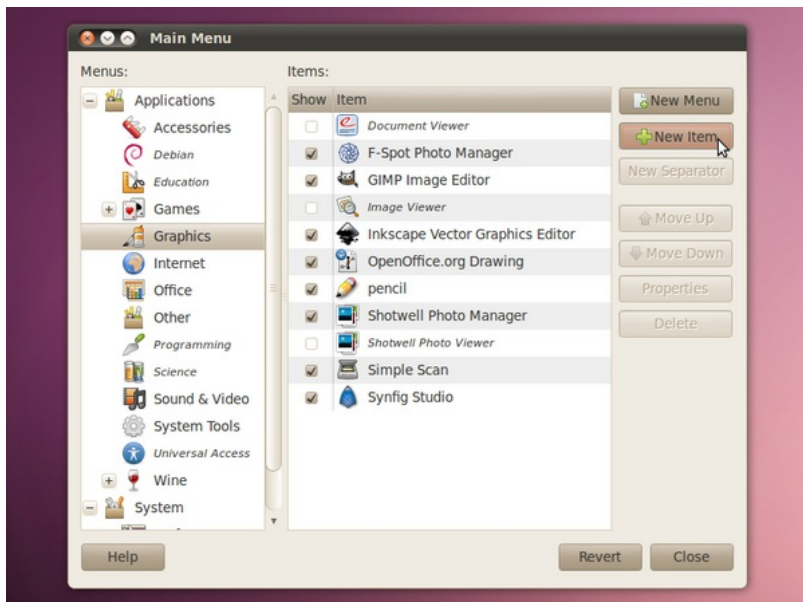 Main Menu
Menus:
Applications
Accessories
Debian
Education
Games
Graphics
Internet
Office
Other
Programming
Science
Sound & Video
System Tools
Universal Access
Wine
System
Items:
Show Item
Document Viewer
F-Spot Photo Manager
GIMP Image Editor
Image Viewer
Inkscape Vector Graphics Editor
OpenOffice.org Drawing
pencil
Shotwell Photo Manager
Shotwell Photo Viewer
Simple Scan
Synfig Studio
New Menu
New Item
New Separator
Move Up
Move Down
Properties
Delete
Help
Revert
Close